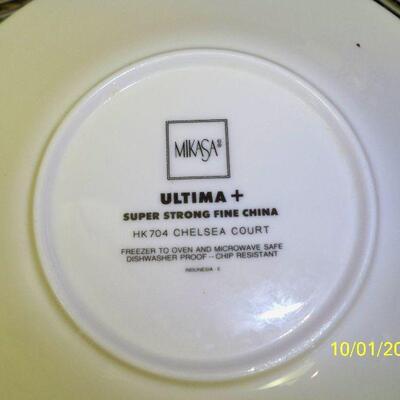 MIKASA®
ULTIMA +
SUPER STRONG FINE CHINA
HK704 CHELSEA COURT
FREEZER TO OVEN AND MICROWAVE SAFE
DISHWASHER PROOF -- CHIP RESISTANT
INDONESIA - E
10/01/20